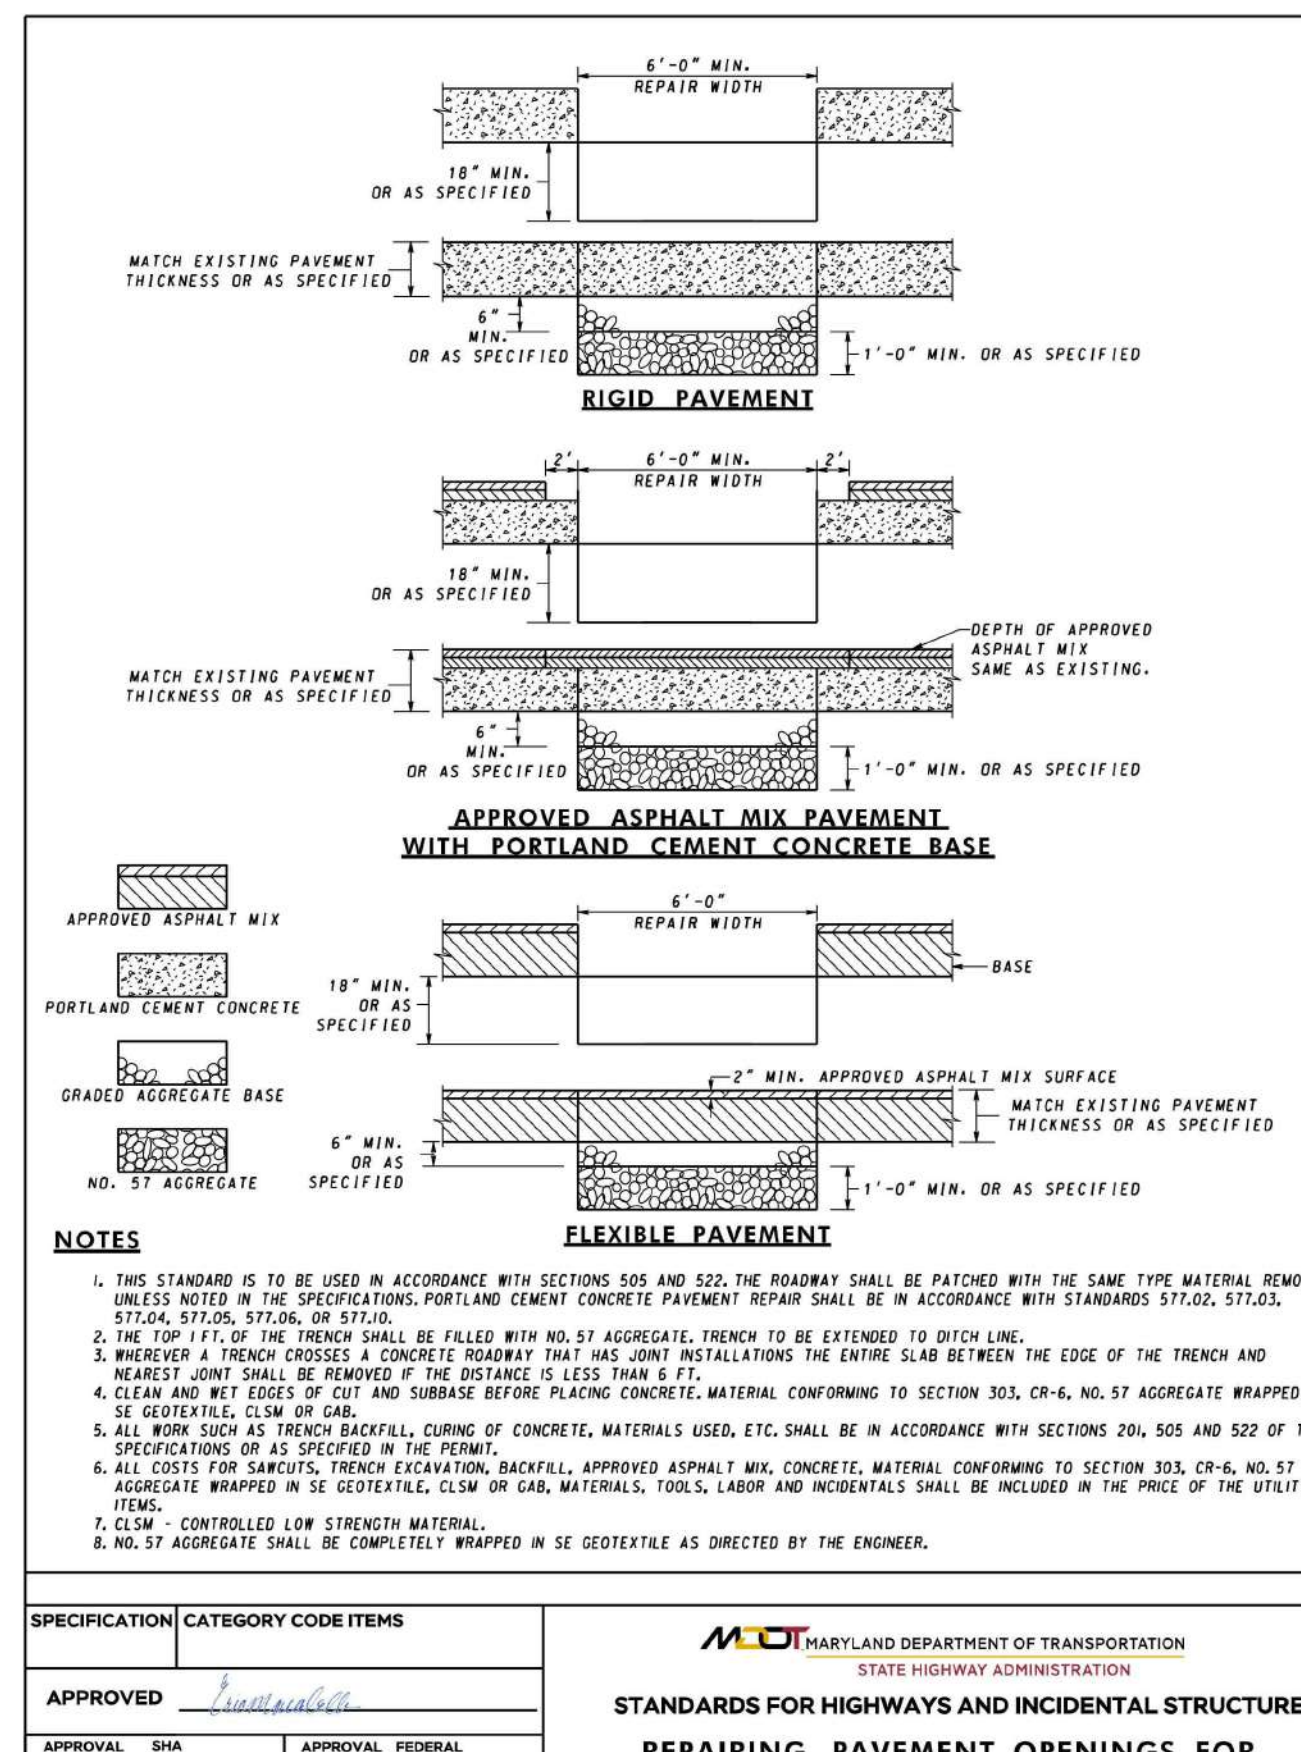 6'-0" MIN.
REPAIR WIDTH
18" MIN.
OR AS SPECIFIED
MATCH EXISTING PAVEMENT
THICKNESS OR AS SPECIFIED
6"
MIN.
OR AS SPECIFIED
1'-0" MIN. OR AS SPECIFIED
RIGID PAVEMENT
2'
6'-0" MIN.
2'
REPAIR WIDTH
18" MIN.
OR AS SPECIFIED
DEPTH OF APPROVED
ASPHALT MIX
SAME AS EXISTING.
MATCH EXISTING PAVEMENT
THICKNESS OR AS SPECIFIED
6"
MIN.
OR AS SPECIFIED
1'-0" MIN. OR AS SPECIFIED
APPROVED ASPHALT MIX PAVEMENT
WITH PORTLAND CEMENT CONCRETE BASE
APPROVED ASPHALT MIX
PORTLAND CEMENT CONCRETE
GRADED AGGREGATE BASE
NO. 57 AGGREGATE
6'-0"
REPAIR WIDTH
BASE
18" MIN.
OR AS
SPECIFIED
2" MIN. APPROVED ASPHALT MIX SURFACE
MATCH EXISTING PAVEMENT
THICKNESS OR AS SPECIFIED
6" MIN.
OR AS
SPECIFIED
1'-0" MIN. OR AS SPECIFIED
FLEXIBLE PAVEMENT
NOTES
1. THIS STANDARD IS TO BE USED IN ACCORDANCE WITH SECTIONS 505 AND 522. THE ROADWAY SHALL BE PATCHED WITH THE SAME TYPE MATERIAL REMO
UNLESS NOTED IN THE SPECIFICATIONS. PORTLAND CEMENT CONCRETE PAVEMENT REPAIR SHALL BE IN ACCORDANCE WITH STANDARDS 577.02, 577.03,
577.04, 577.05, 577.06, OR 577.10.
2. THE TOP 1 FT. OF THE TRENCH SHALL BE FILLED WITH NO. 57 AGGREGATE. TRENCH TO BE EXTENDED TO DITCH LINE.
3. WHEREVER A TRENCH CROSSES A CONCRETE ROADWAY THAT HAS JOINT INSTALLATIONS THE ENTIRE SLAB BETWEEN THE EDGE OF THE TRENCH AND
NEAREST JOINT SHALL BE REMOVED IF THE DISTANCE IS LESS THAN 6 FT.
4. CLEAN AND WET EDGES OF CUT AND SUBBASE BEFORE PLACING CONCRETE. MATERIAL CONFORMING TO SECTION 303, CR-6, NO. 57 AGGREGATE WRAPPED
SE GEOTEXTILE, CLSM OR GAB.
5. ALL WORK SUCH AS TRENCH BACKFILL, CURING OF CONCRETE, MATERIALS USED, ETC. SHALL BE IN ACCORDANCE WITH SECTIONS 201, 505 AND 522 OF T
SPECIFICATIONS OR AS SPECIFIED IN THE PERMIT.
6. ALL COSTS FOR SAWCUTS, TRENCH EXCAVATION, BACKFILL, APPROVED ASPHALT MIX, CONCRETE, MATERIAL CONFORMING TO SECTION 303, CR-6, NO. 57
AGGREGATE WRAPPED IN SE GEOTEXTILE, CLSM OR GAB, MATERIALS, TOOLS, LABOR AND INCIDENTALS SHALL BE INCLUDED IN THE PRICE OF THE UTILIT
ITEMS.
7. CLSM - CONTROLLED LOW STRENGTH MATERIAL.
8. NO. 57 AGGREGATE SHALL BE COMPLETELY WRAPPED IN SE GEOTEXTILE AS DIRECTED BY THE ENGINEER.
SPECIFICATION
CATEGORY CODE ITEMS
APPROVED
APPROVAL SHA
APPROVAL FEDERAL
MDOT MARYLAND DEPARTMENT OF TRANSPORTATION
STATE HIGHWAY ADMINISTRATION
STANDARDS FOR HIGHWAYS AND INCIDENTAL STRUCTURE
REPAIRING PAVEMENT OPENINGS FOR